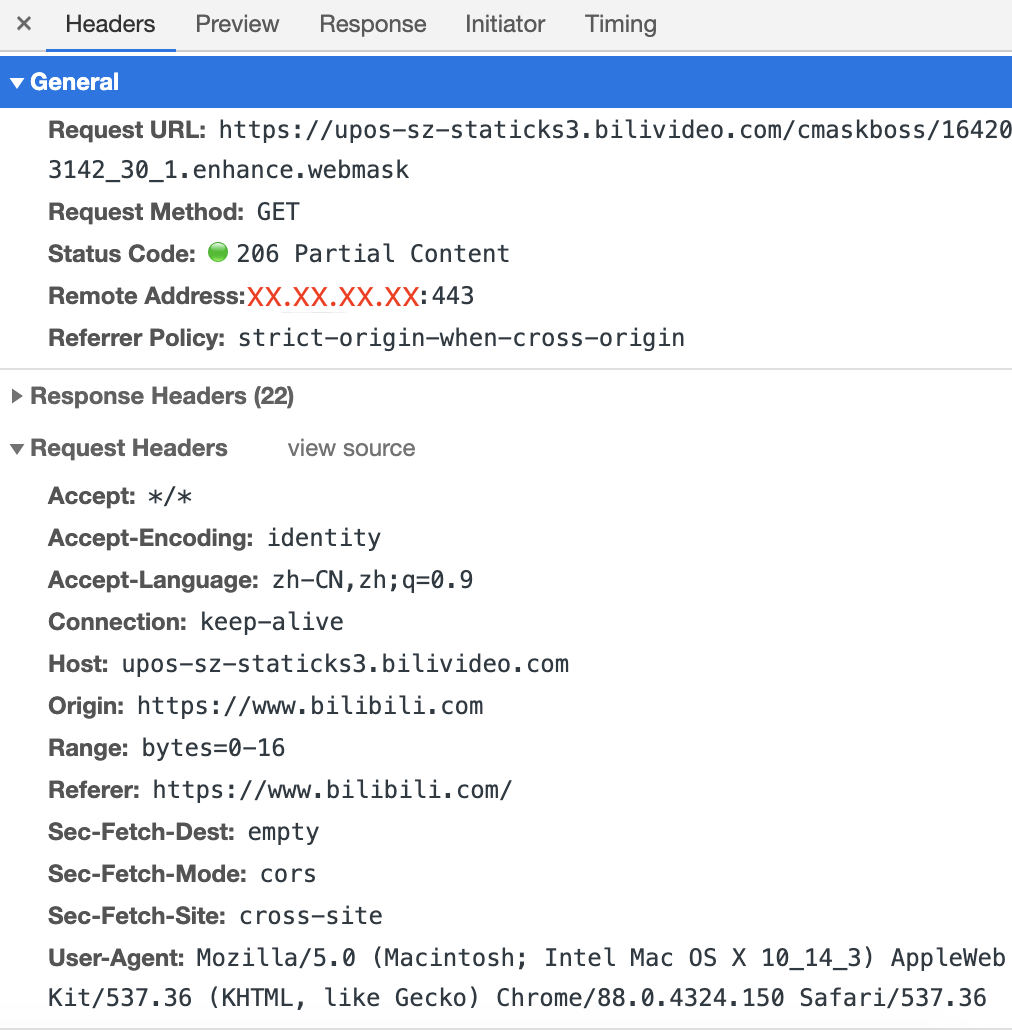 × Headers Preview Response Initiator Timing
▼ General
Request URL: https://upos-sz-staticks3.bilivideo.com/cmaskboss/16420
3142_30_1.enhance.webmask
Request Method: GET
Status Code: 206 Partial Content
Remote Address:XX.XX.XX.XX:443
Referrer Policy: strict-origin-when-cross-origin
▶ Response Headers (22)
▼ Request Headers view source
Accept: */*
Accept-Encoding: identity
Accept-Language: zh-CN,zh;q=0.9
Connection: keep-alive
Host: upos-sz-staticks3.bilivideo.com
Origin: https://www.bilibili.com
Range: bytes=0-16
Referer: https://www.bilibili.com/
Sec-Fetch-Dest: empty
Sec-Fetch-Mode: cors
Sec-Fetch-Site: cross-site
User-Agent: Mozilla/5.0 (Macintosh; Intel Mac OS X 10_14_3) AppleWeb
Kit/537.36 (KHTML, like Gecko) Chrome/88.0.4324.150 Safari/537.36